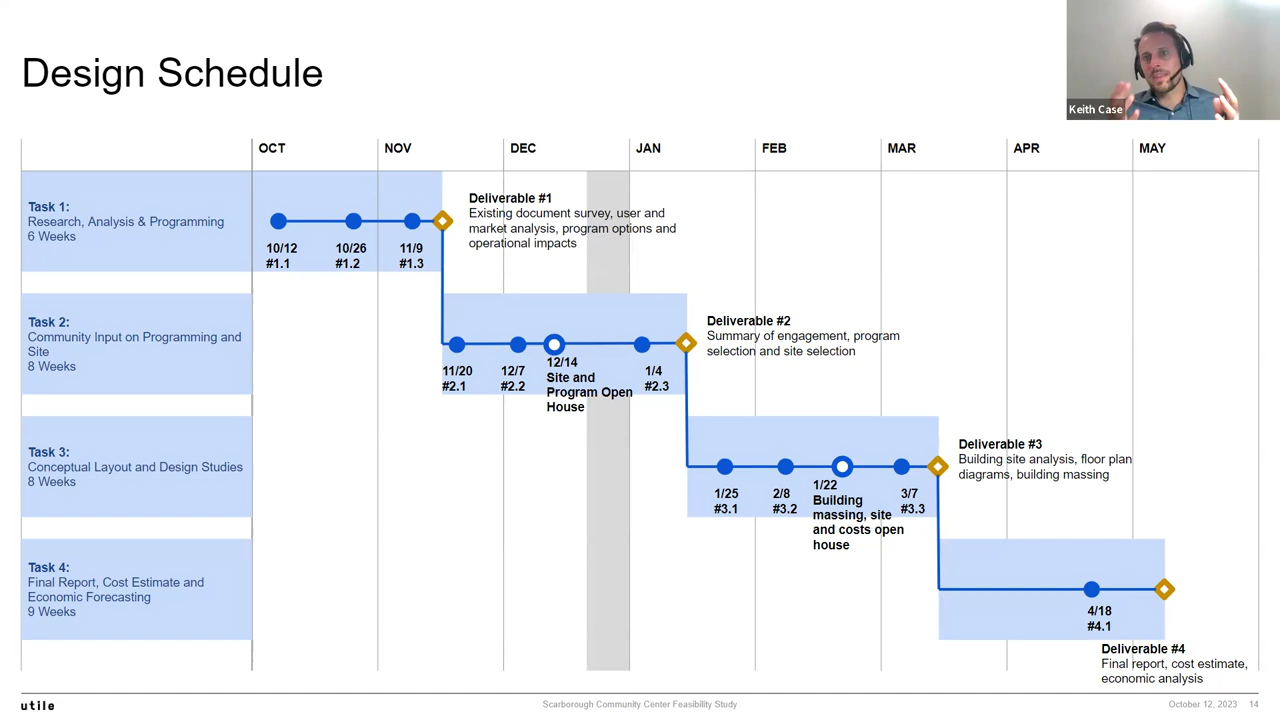 Design Schedule
Keith Case
OCT NOV DEC JAN FEB MAR APR MAY
Task 1:
Research, Analysis & Programming
6 Weeks
10/12
#1.1
10/26
#1.2
11/9
#1.3
Deliverable #1
Existing document survey, user and
market analysis, program options and
operational impacts
Task 2:
Community Input on Programming and
Site
8 Weeks
11/20
#2.1
12/7
#2.2
12/14
Site and
Program Open
House
1/4
#2.3
Deliverable #2
Summary of engagement, program
selection and site selection
Task 3:
Conceptual Layout and Design Studies
8 Weeks
1/25
#3.1
2/8
#3.2
1/22
Building
massing, site
and costs open
house
3/7
#3.3
Deliverable #3
Building site analysis, floor plan
diagrams, building massing
Task 4:
Final Report, Cost Estimate and
Economic Forecasting
9 Weeks
4/18
#4.1
Deliverable #4
Final report, cost estimate,
economic analysis
utile
Scarborough Community Center Feasibility Study
October 12, 2023 14